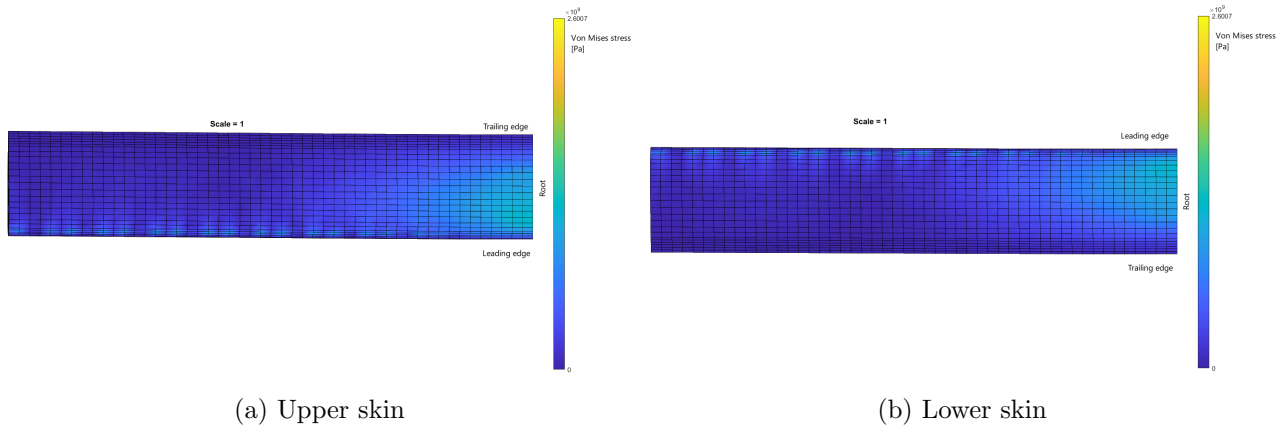 ×10⁹
2.6007
Von Mises stress
[Pa]
Scale = 1
Trailing edge
Root
Leading edge
0
(a) Upper skin
×10⁹
2.6007
Von Mises stress
[Pa]
Scale = 1
Leading edge
Root
Trailing edge
0
(b) Lower skin